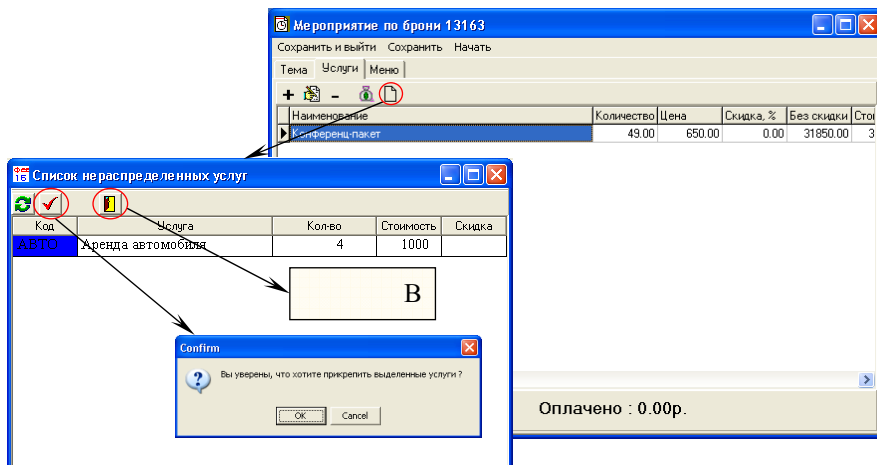 Мероприятие по брони 13163
Сохранить и выйти Сохранить Начать
Тема Услуги Меню
Наименование Количество Цена Скидка, % Без скидки Стои
Конференц-пакет 49.00 650.00 0.00 31850.00 3
Список нераспределенных услуг
Код Услуга Кол-во Стоимость Скидка
АВТО Аренда автомобиля 4 1000
В
Confirm
Вы уверены, что хотите прикрепить выделенные услуги ?
OK Cancel
Оплачено : 0.00р.